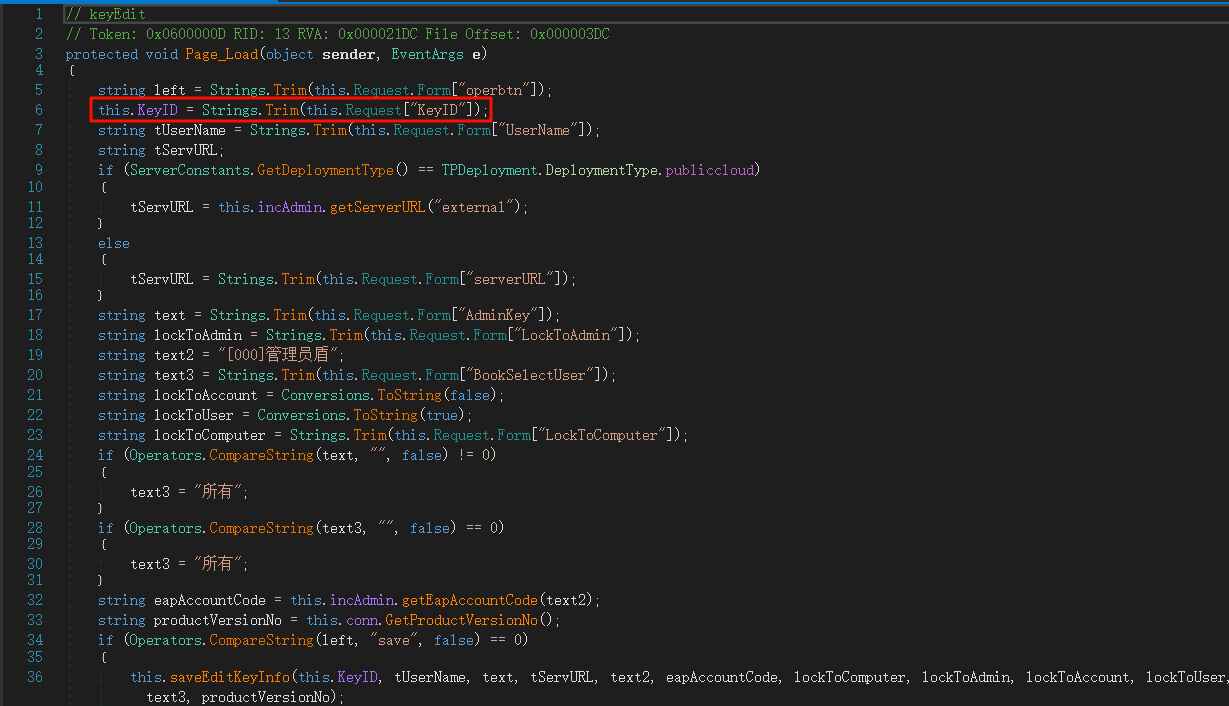 1 // keyEdit
2 // Token: 0x0600000D RID: 13 RVA: 0x000021DC File Offset: 0x000003DC
3 protected void Page_Load(object sender, EventArgs e)
4 {
5 string left = Strings.Trim(this.Request.Form["operbtn"]);
6 this.KeyID = Strings.Trim(this.Request["KeyID"]);
7 string tUserName = Strings.Trim(this.Request.Form["UserName"]);
8 string tServURL;
9 if (ServerConstants.GetDeploymentType() == TPDeployment.DeploymentType.publiccloud)
10 {
11 tServURL = this.incAdmin.getServerURL("external");
12 }
13 else
14 {
15 tServURL = Strings.Trim(this.Request.Form["serverURL"]);
16 }
17 string text = Strings.Trim(this.Request.Form["AdminKey"]);
18 string lockToAdmin = Strings.Trim(this.Request.Form["LockToAdmin"]);
19 string text2 = "[000]管理员盾";
20 string text3 = Strings.Trim(this.Request.Form["BookSelectUser"]);
21 string lockToAccount = Conversions.ToString(false);
22 string lockToUser = Conversions.ToString(true);
23 string lockToComputer = Strings.Trim(this.Request.Form["LockToComputer"]);
24 if (Operators.CompareString(text, "", false) != 0)
25 {
26 text3 = "所有";
27 }
28 if (Operators.CompareString(text3, "", false) == 0)
29 {
30 text3 = "所有";
31 }
32 string eapAccountCode = this.incAdmin.getEapAccountCode(text2);
33 string productVersionNo = this.conn.GetProductVersionNo();
34 if (Operators.CompareString(left, "save", false) == 0)
35 {
36 this.saveEditKeyInfo(this.KeyID, tUserName, text, tServURL, text2, eapAccountCode, lockToComputer, lockToAdmin, lockToAccount, lockToUser,
text3, productVersionNo);